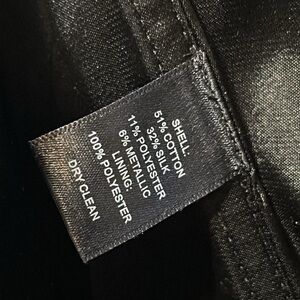 SHELL:
51% COTTON
32% SILK
11% POLYESTER
6% METALLIC
LINING:
100% POLYESTER
DRY CLEAN